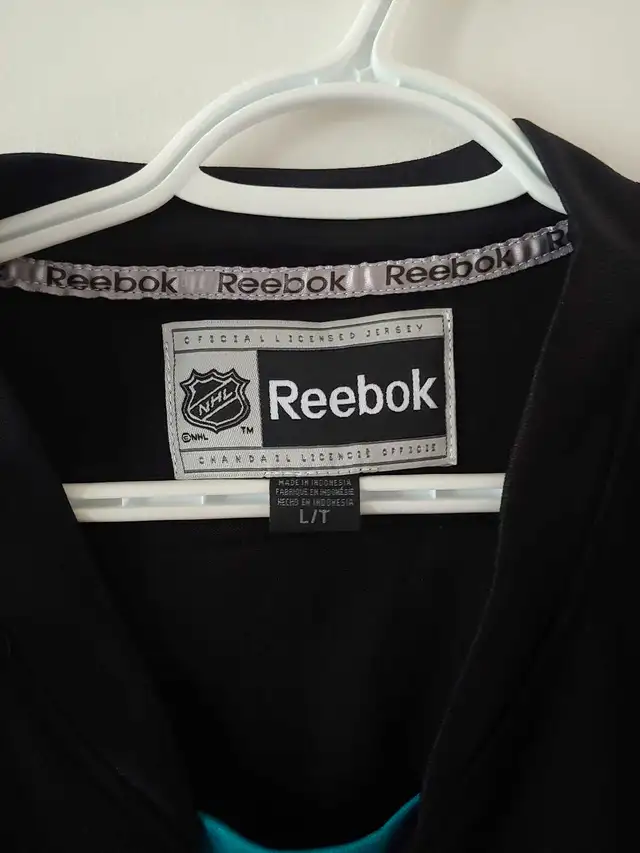 Reebok Reebok Reebok R
OFFICIAL LICENSED JERSEY
NHL
©NHL TM
Reebok
CHANDAIL LICENCIÉ OFFICIEL
MADE IN INDONESIA
FABRIQUÉ EN INDONÉSIE
HECHO EN INDONESIA
L/T